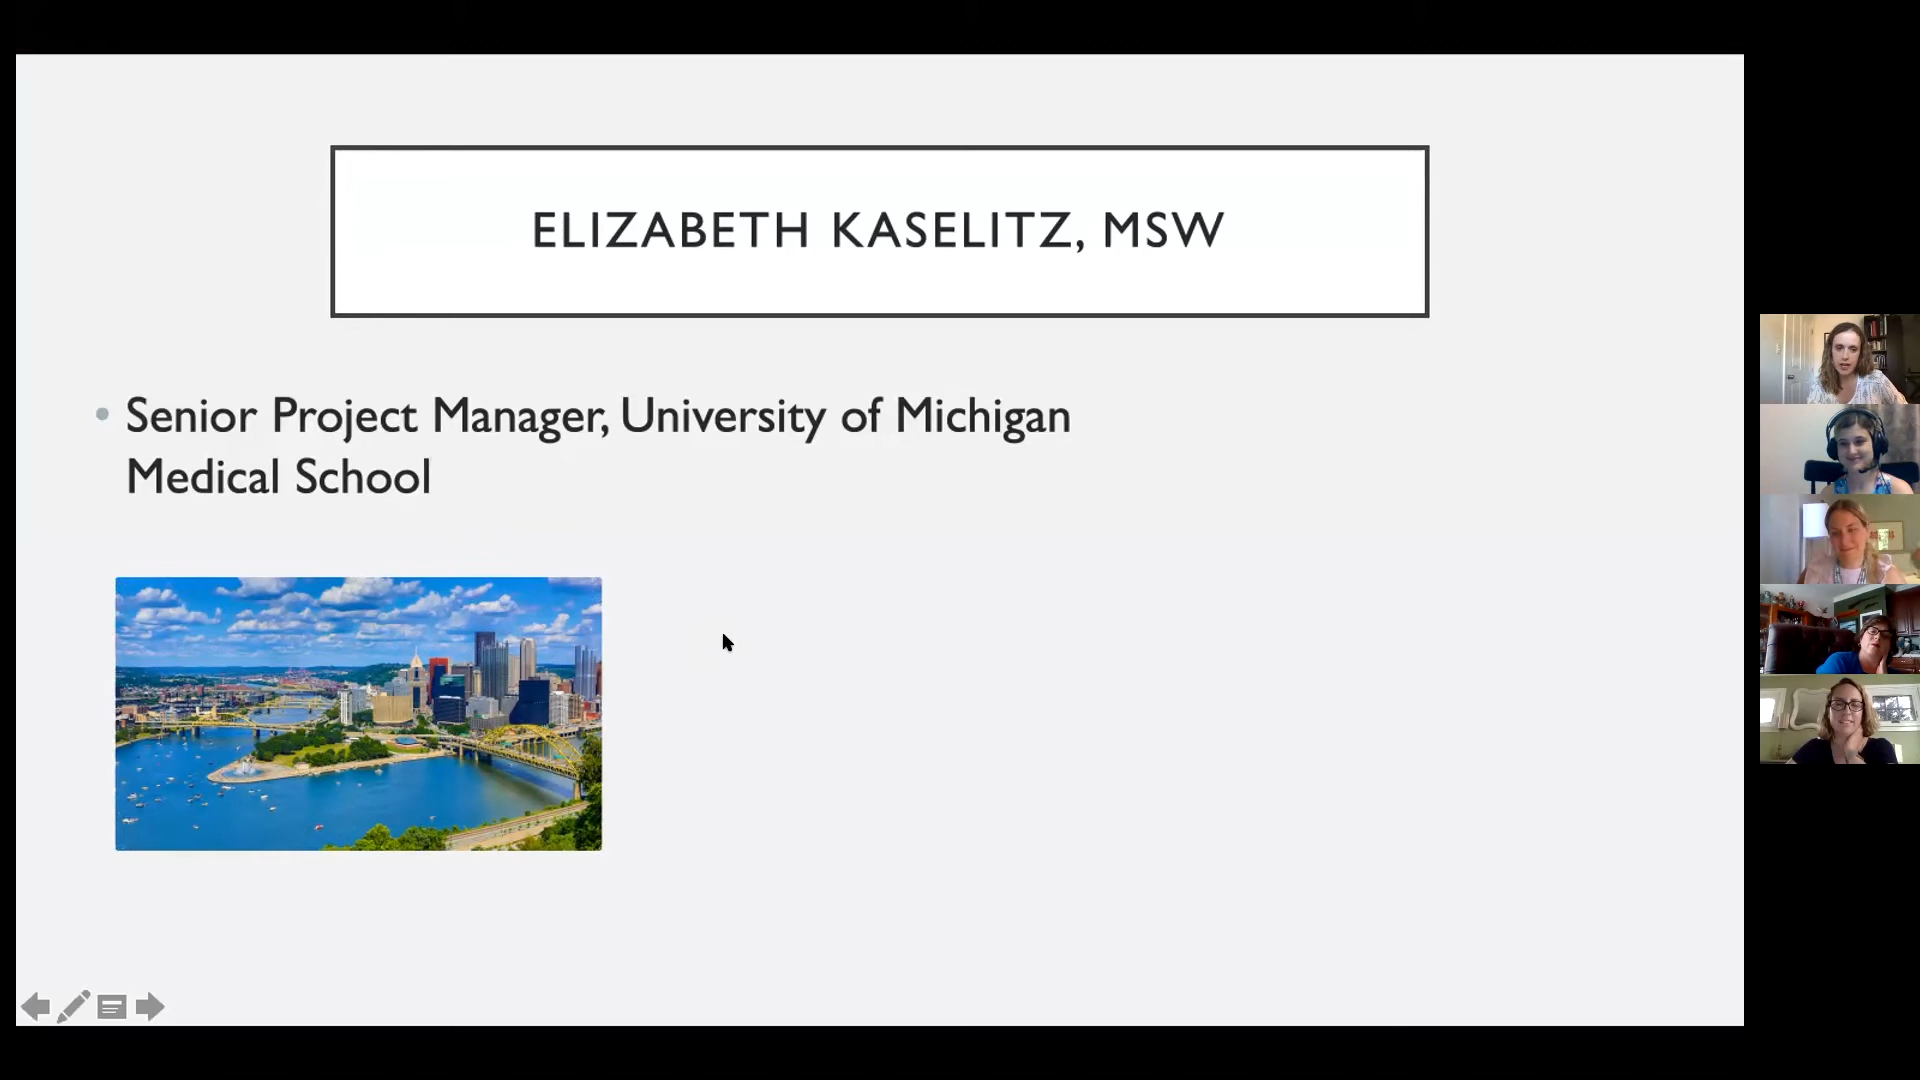 ELIZABETH KASELITZ, MSW
Senior Project Manager, University of Michigan
Medical School